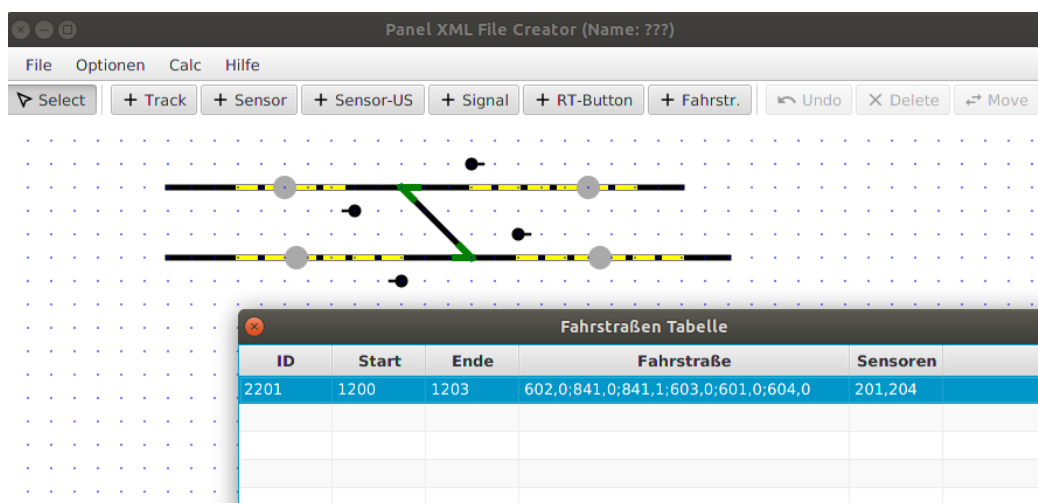 Panel XML File Creator (Name: ???)
File Optionen Calc Hilfe
Select + Track + Sensor + Sensor-US + Signal + RT-Button + Fahrstr. Undo Delete Move
Fahrstraßen Tabelle
ID Start Ende Fahrstraße Sensoren
2201 1200 1203 602,0;841,0;841,1;603,0;601,0;604,0 201,204